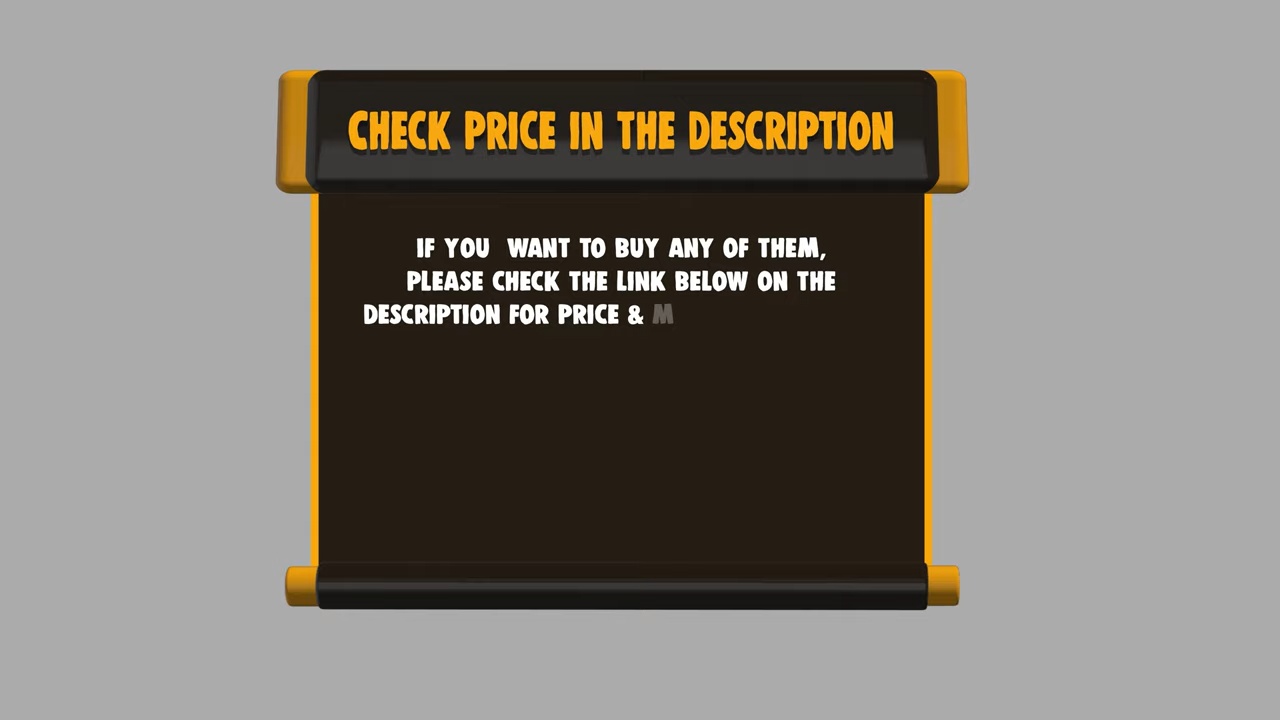 CHECK PRICE IN THE DESCRIPTION
IF YOU WANT TO BUY ANY OF THEM,
PLEASE CHECK THE LINK BELOW ON THE
DESCRIPTION FOR PRICE & M